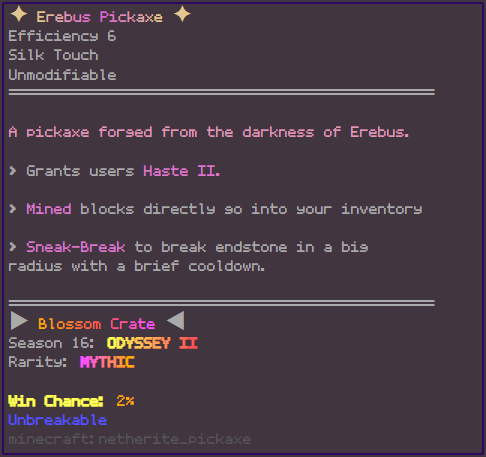 ✦ Erebus Pickaxe ✦
Efficiency 6
Silk Touch
Unmodifiable
A pickaxe forged from the darkness of Erebus.
> Grants users Haste II.
> Mined blocks directly go into your inventory
> Sneak-Break to break endstone in a big
radius with a brief cooldown.
▶ Blossom Crate ◀
Season 16: ODYSSEY II
Rarity: MYTHIC
Win Chance: 2%
Unbreakable
minecraft:netherite_pickaxe